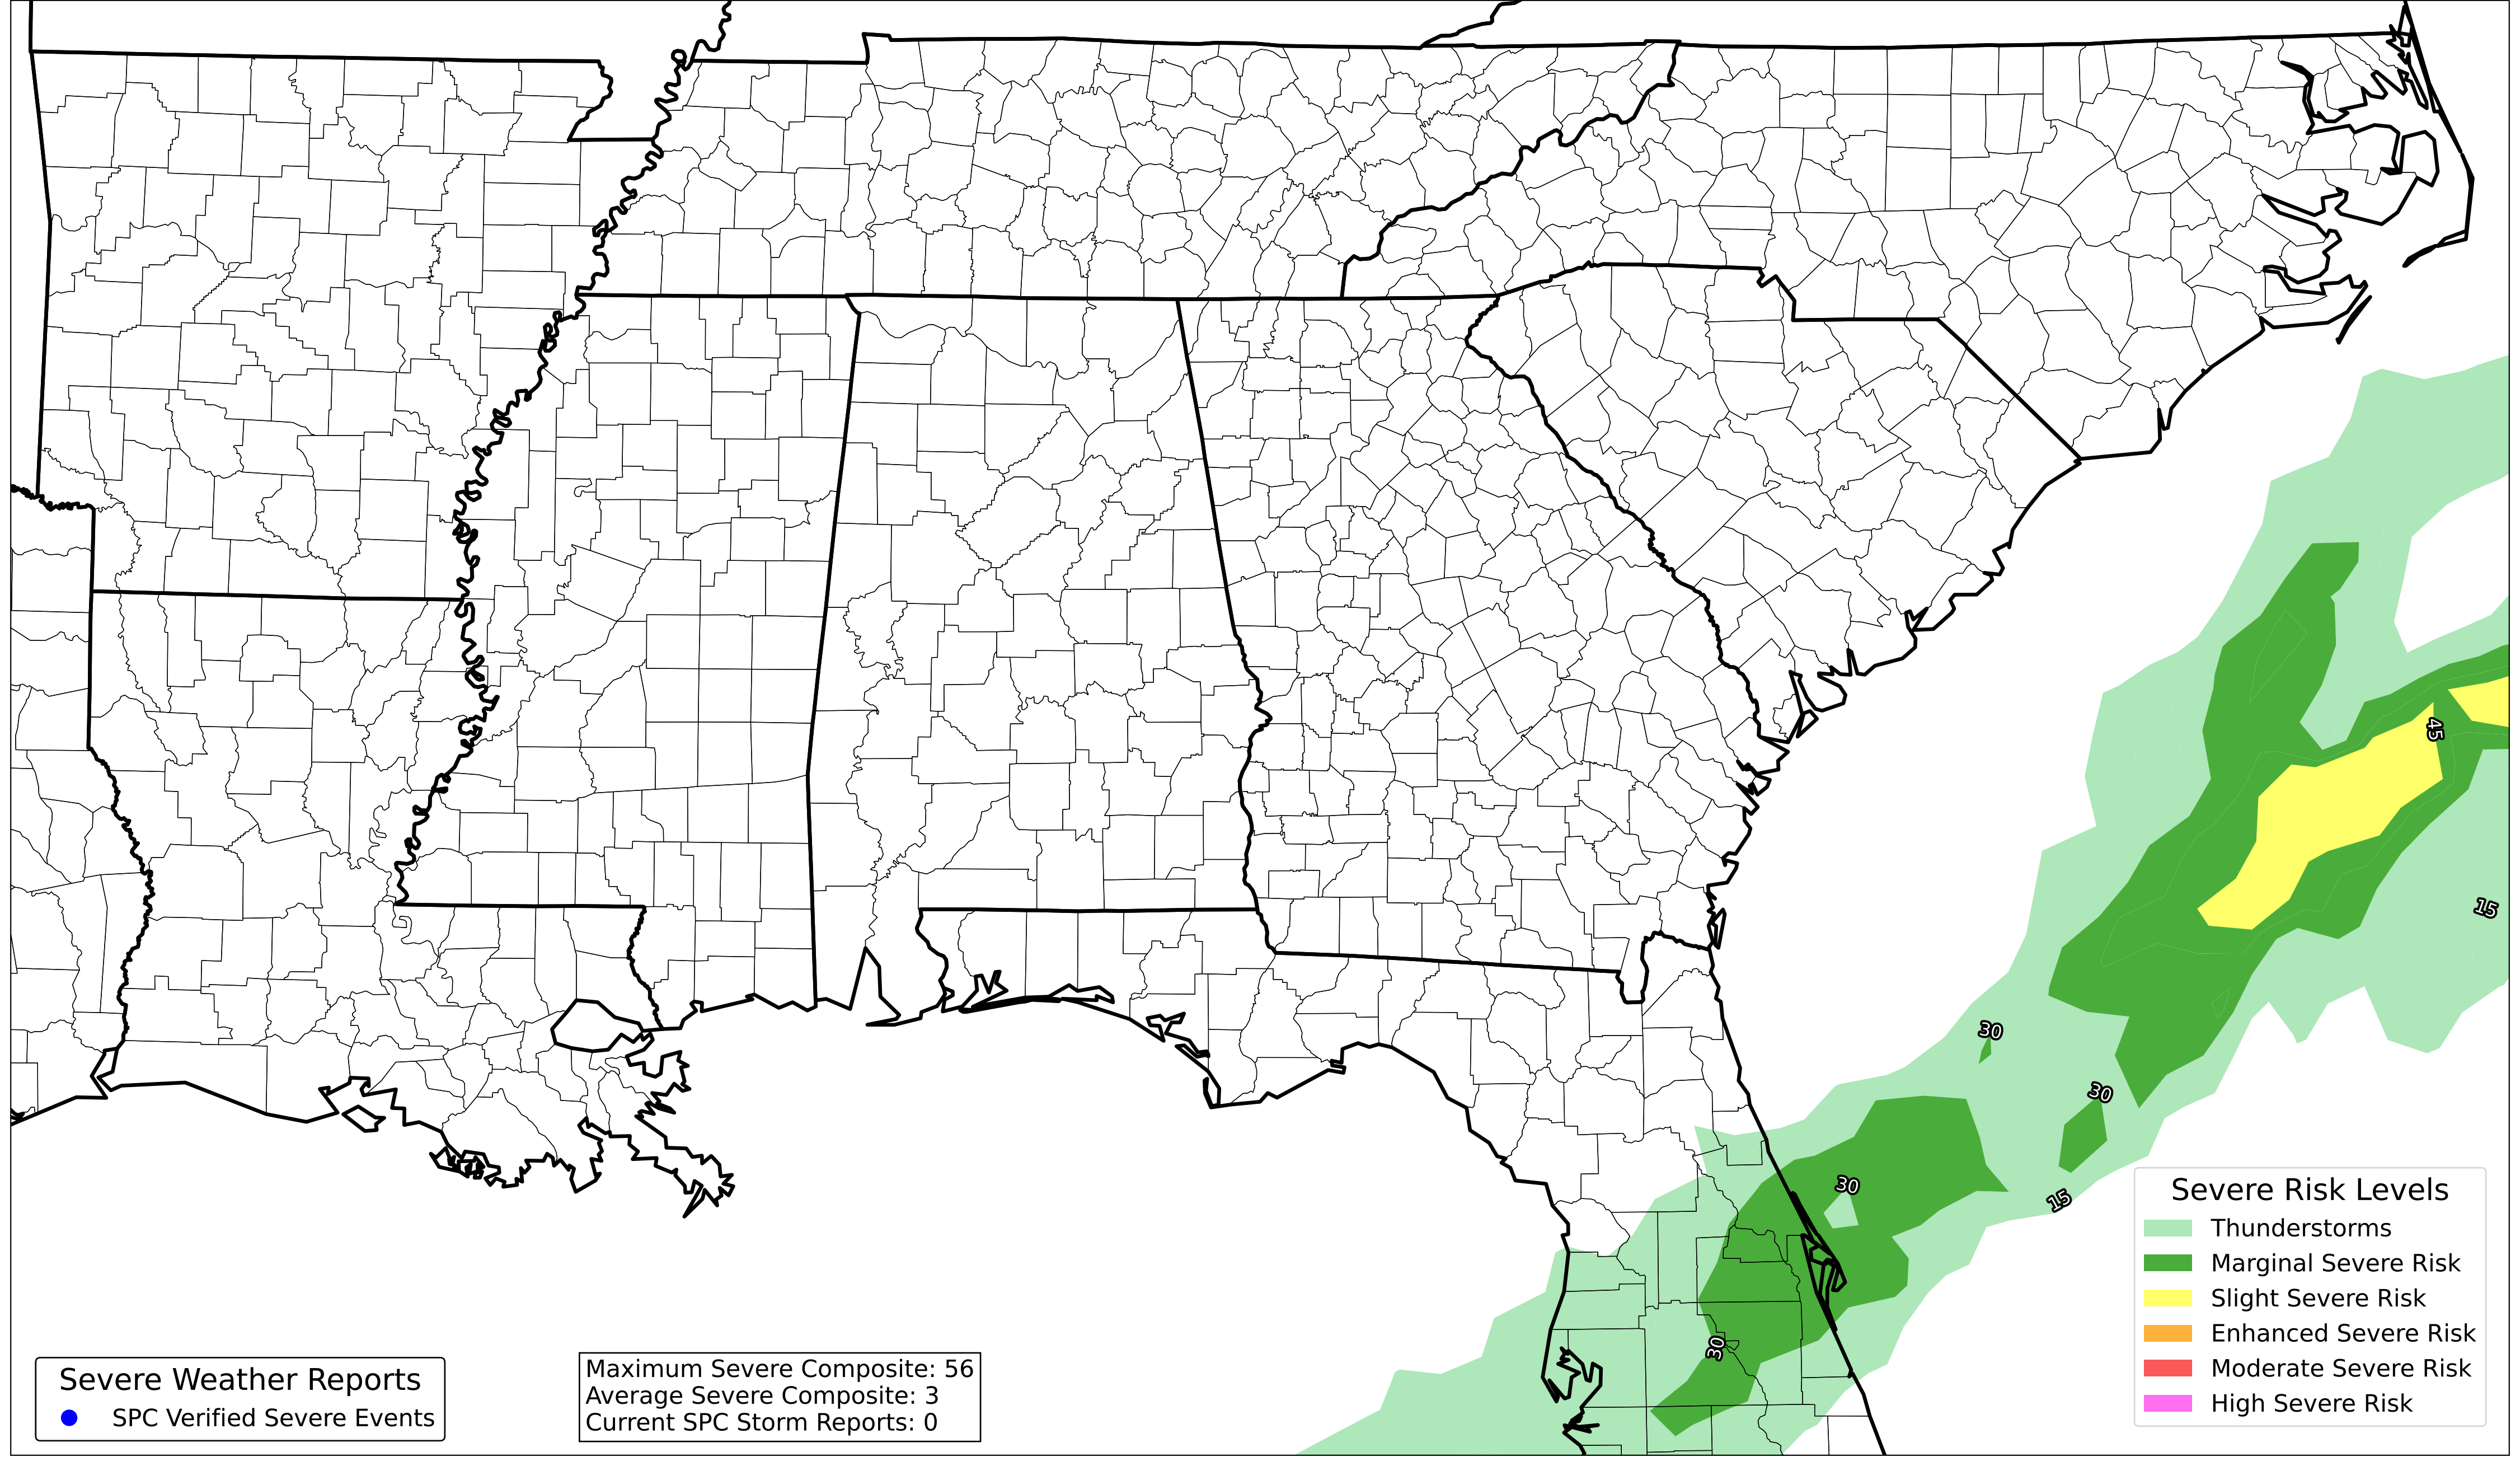 45
15
30
30
30
15
30
Severe Risk Levels
Thunderstorms
Marginal Severe Risk
Slight Severe Risk
Enhanced Severe Risk
Moderate Severe Risk
High Severe Risk
Severe Weather Reports
SPC Verified Severe Events
Maximum Severe Composite: 56
Average Severe Composite: 3
Current SPC Storm Reports: 0